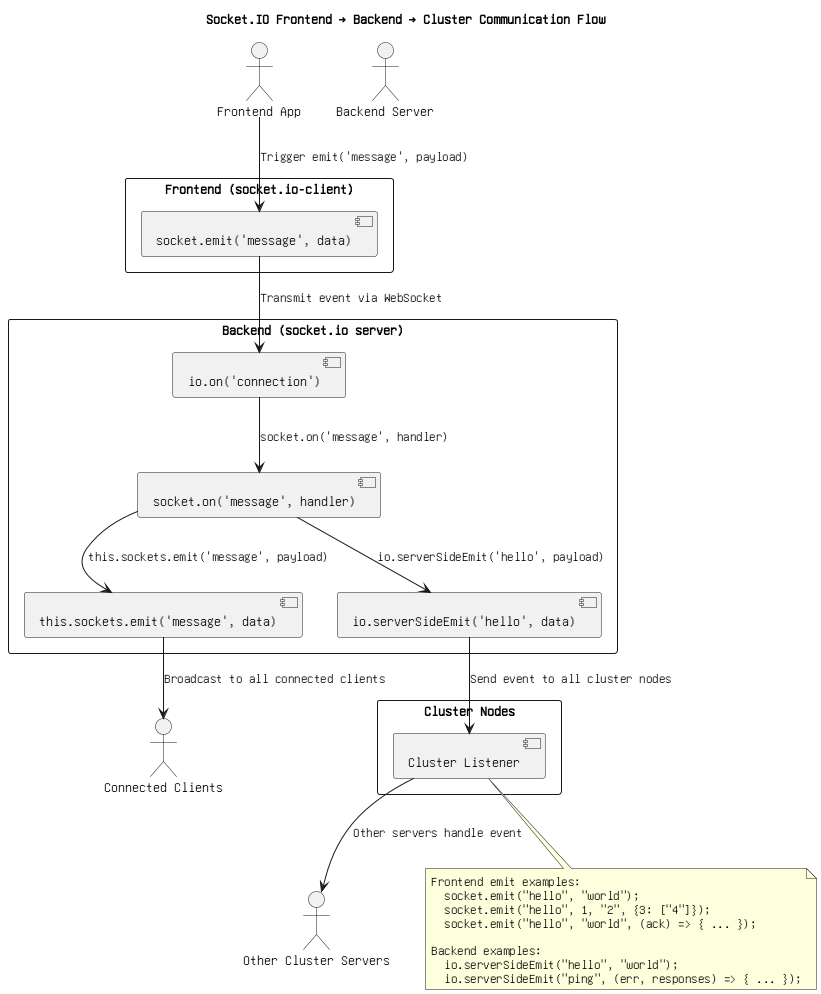 Socket.IO Frontend → Backend → Cluster Communication Flow
Frontend App
Backend Server
Trigger emit('message', payload)
Frontend (socket.io-client)
socket.emit('message', data)
Transmit event via WebSocket
Backend (socket.io server)
io.on('connection')
socket.on('message', handler)
socket.on('message', handler)
this.sockets.emit('message', payload)
io.serverSideEmit('hello', payload)
this.sockets.emit('message', data)
io.serverSideEmit('hello', data)
Broadcast to all connected clients
Send event to all cluster nodes
Cluster Nodes
Cluster Listener
Connected Clients
Other servers handle event
Other Cluster Servers
Frontend emit examples:
socket.emit("hello", "world");
socket.emit("hello", 1, "2", {3: ["4"]});
socket.emit("hello", "world", (ack) => { ... });
Backend examples:
io.serverSideEmit("hello", "world");
io.serverSideEmit("ping", (err, responses) => { ... });